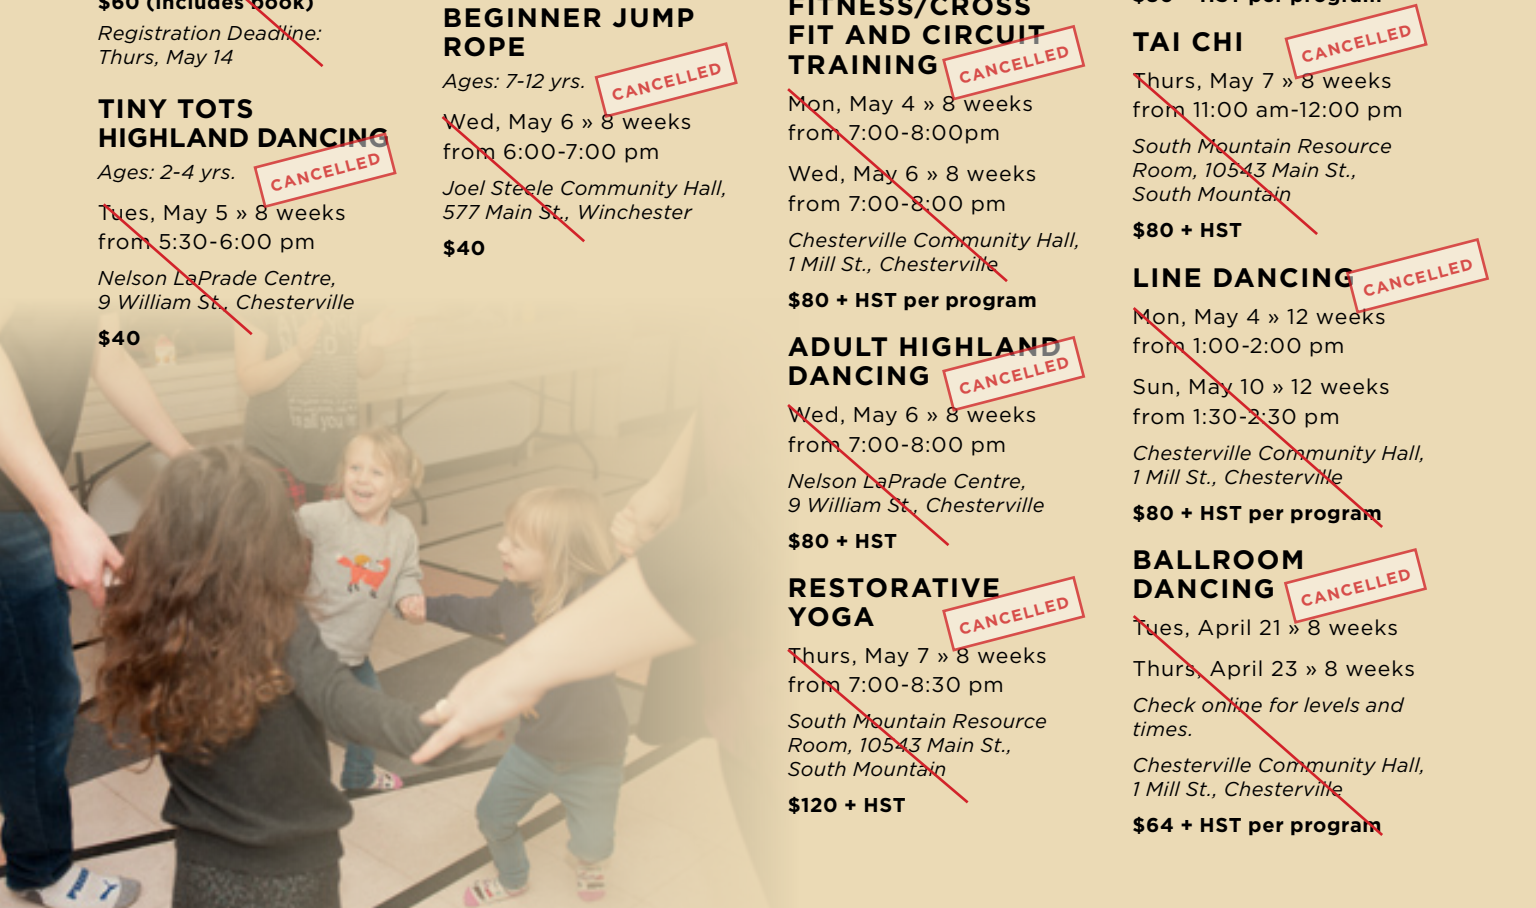 $60 (includes book)
Registration Deadline:
Thurs, May 14
TINY TOTS
HIGHLAND DANCING
CANCELLED
Ages: 2-4 yrs.
Tues, May 5 » 8 weeks
from 5:30-6:00 pm
Nelson LaPrade Centre,
9 William St., Chesterville
$40
BEGINNER JUMP
ROPE
CANCELLED
Ages: 7-12 yrs.
Wed, May 6 » 8 weeks
from 6:00-7:00 pm
Joel Steele Community Hall,
577 Main St., Winchester
$40
FITNESS/CROSS
FIT AND CIRCUIT
TRAINING
CANCELLED
Mon, May 4 » 8 weeks
from 7:00-8:00pm
Wed, May 6 » 8 weeks
from 7:00-8:00 pm
Chesterville Community Hall,
1 Mill St., Chesterville
$80 + HST per program
ADULT HIGHLAND
DANCING
CANCELLED
Wed, May 6 » 8 weeks
from 7:00-8:00 pm
Nelson LaPrade Centre,
9 William St., Chesterville
$80 + HST
RESTORATIVE
YOGA
CANCELLED
Thurs, May 7 » 8 weeks
from 7:00-8:30 pm
South Mountain Resource
Room, 10543 Main St.,
South Mountain
$120 + HST
+ HST per program
TAI CHI
CANCELLED
Thurs, May 7 » 8 weeks
from 11:00 am-12:00 pm
South Mountain Resource
Room, 10543 Main St.,
South Mountain
$80 + HST
LINE DANCING
CANCELLED
Mon, May 4 » 12 weeks
from 1:00-2:00 pm
Sun, May 10 » 12 weeks
from 1:30-2:30 pm
Chesterville Community Hall,
1 Mill St., Chesterville
$80 + HST per program
BALLROOM
DANCING
CANCELLED
Tues, April 21 » 8 weeks
Thurs, April 23 » 8 weeks
Check online for levels and
times.
Chesterville Community Hall,
1 Mill St., Chesterville
$64 + HST per program
all you
PUMA